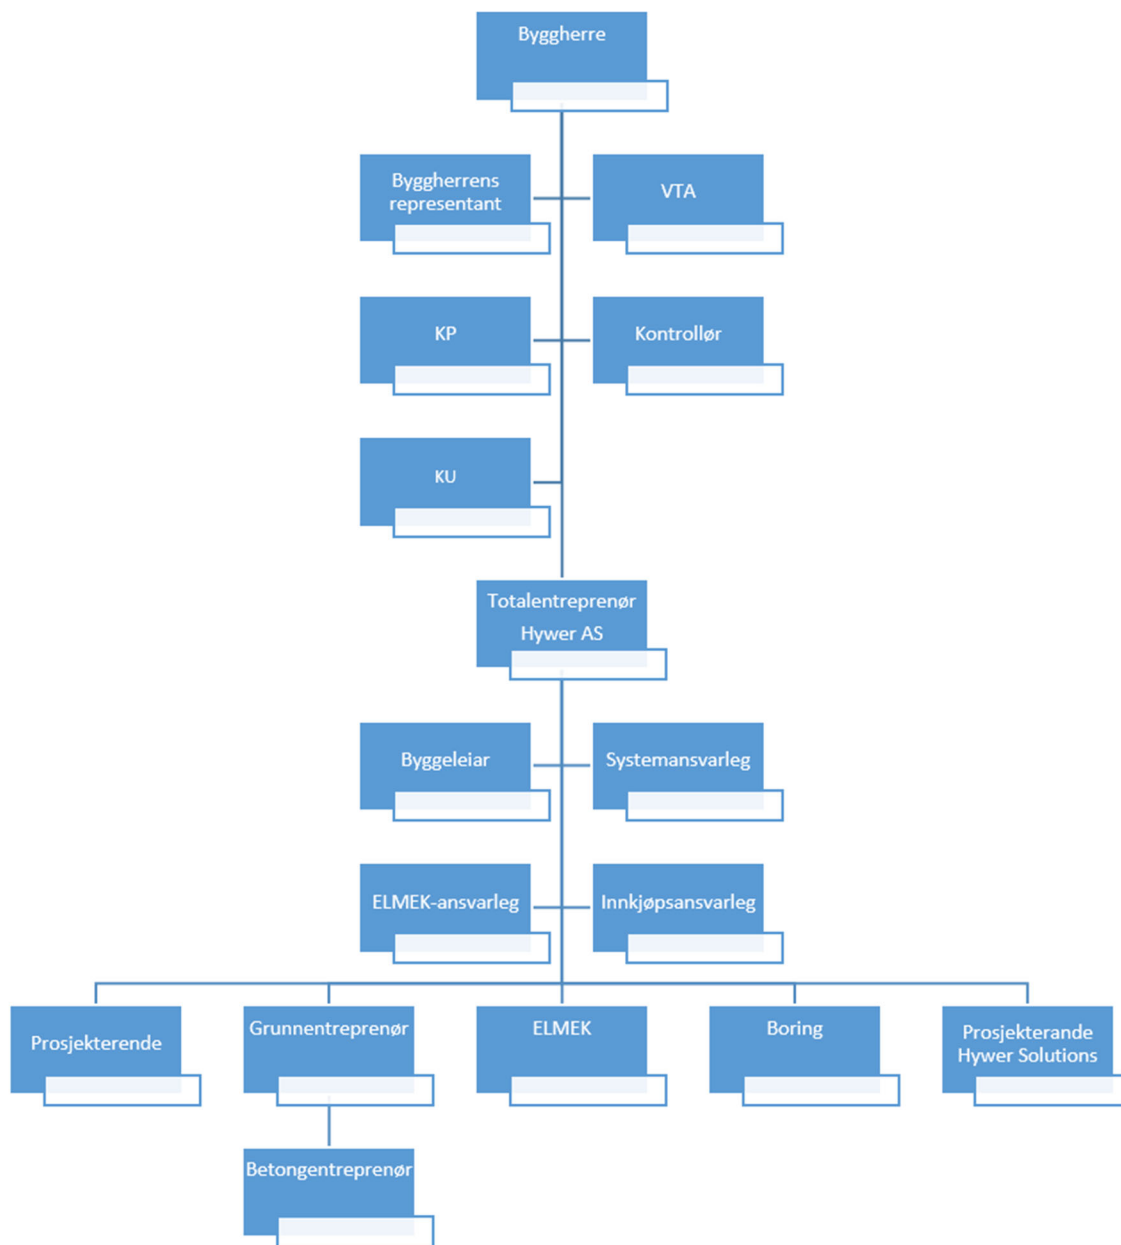 Byggherre
Byggherrens
representant
VTA
KP
Kontrollør
KU
Totalentreprenør
Hywer AS
Byggeleiar
Systemansvarleg
ELMEK-ansvarleg
Innkjøpsansvarleg
Prosjekterende
Grunnentreprenør
ELMEK
Boring
Prosjekterande
Hywer Solutions
Betongentreprenør